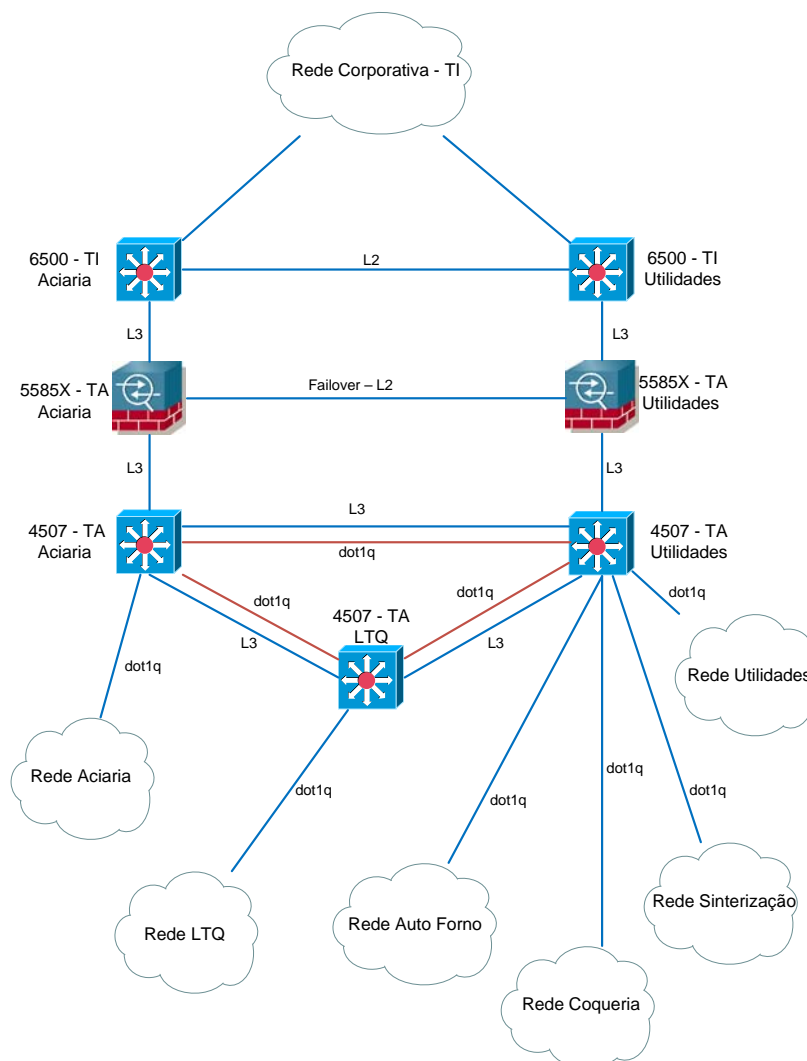 Rede Corporativa - TI
6500 - TI
Aciaria
L2
6500 - TI
Utilidades
L3
L3
5585X - TA
Aciaria
Failover – L2
5585X - TA
Utilidades
L3
L3
4507 - TA
Aciaria
L3
dot1q
4507 - TA
Utilidades
dot1q
dot1q
dot1q
4507 - TA
LTQ
L3
L3
dot1q
Rede Utilidades
Rede Aciaria
dot1q
dot1q
dot1q
dot1q
Rede LTQ
Rede Auto Forno
Rede Sinterização
Rede Coqueria